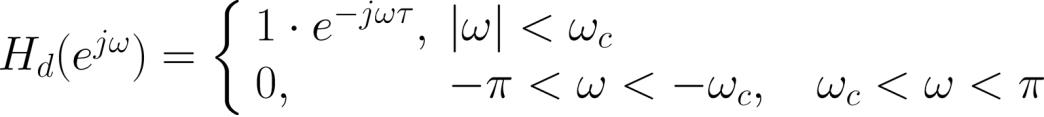 H_d(e^{jω}) = { 1 · e^{-jωτ}, |ω| < ω_c
0, -π < ω < -ω_c, ω_c < ω < π